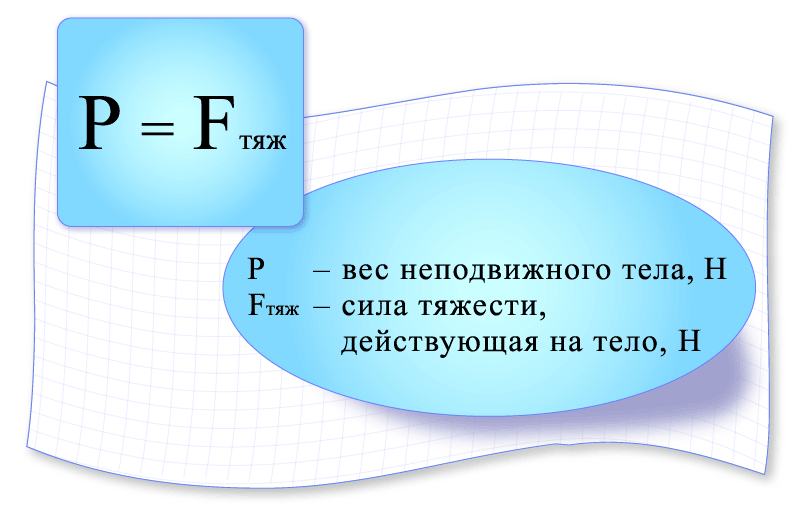 P = Fтяж
P – вес неподвижного тела, Н
Fтяж – сила тяжести,
действующая на тело, Н